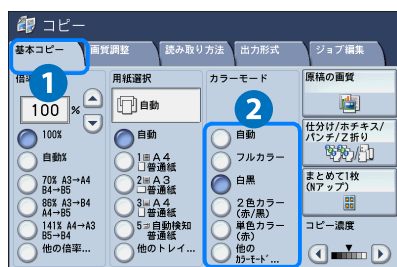 コピー
基本コピー
画質調整
読み取り方法
出力形式
ジョブ編集
1
100 %
100%
自動%
70% A3→A4
B4→B5
86% A3→B4
A4→B5
141% A4→A3
B5→B4
他の倍率...
用紙選択
自動
自動
1 A4
普通紙
2 A3
普通紙
3 A4
普通紙
5 自動検知
普通紙
他のトレイ...
カラーモード
2
自動
フルカラー
白黒
2色カラー
(赤/黒)
単色カラー
(赤)
他の
カラーモード...
原稿の画質
仕分け/ホチキス/
パンチ/Z折り
まとめて1枚
(Nアップ)
コピー濃度